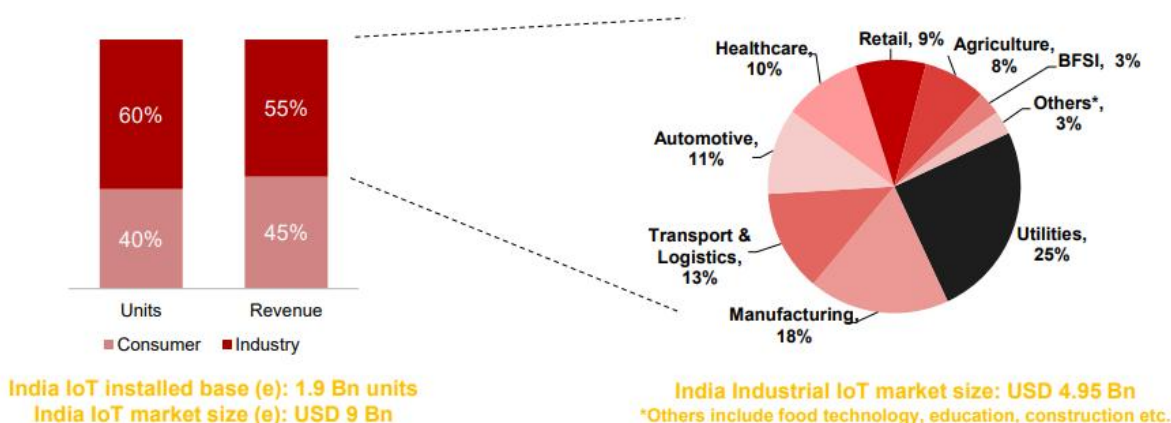 60%
40%
55%
45%
Units
Revenue
Consumer
Industry
India IoT installed base (e): 1.9 Bn units
India IoT market size (e): USD 9 Bn
Healthcare,
10%
Retail, 9%
Agriculture,
8%
BFSI, 3%
Others*,
3%
Automotive,
11%
Transport &
Logistics,
13%
Utilities,
25%
Manufacturing,
18%
India Industrial IoT market size: USD 4.95 Bn
*Others include food technology, education, construction etc.